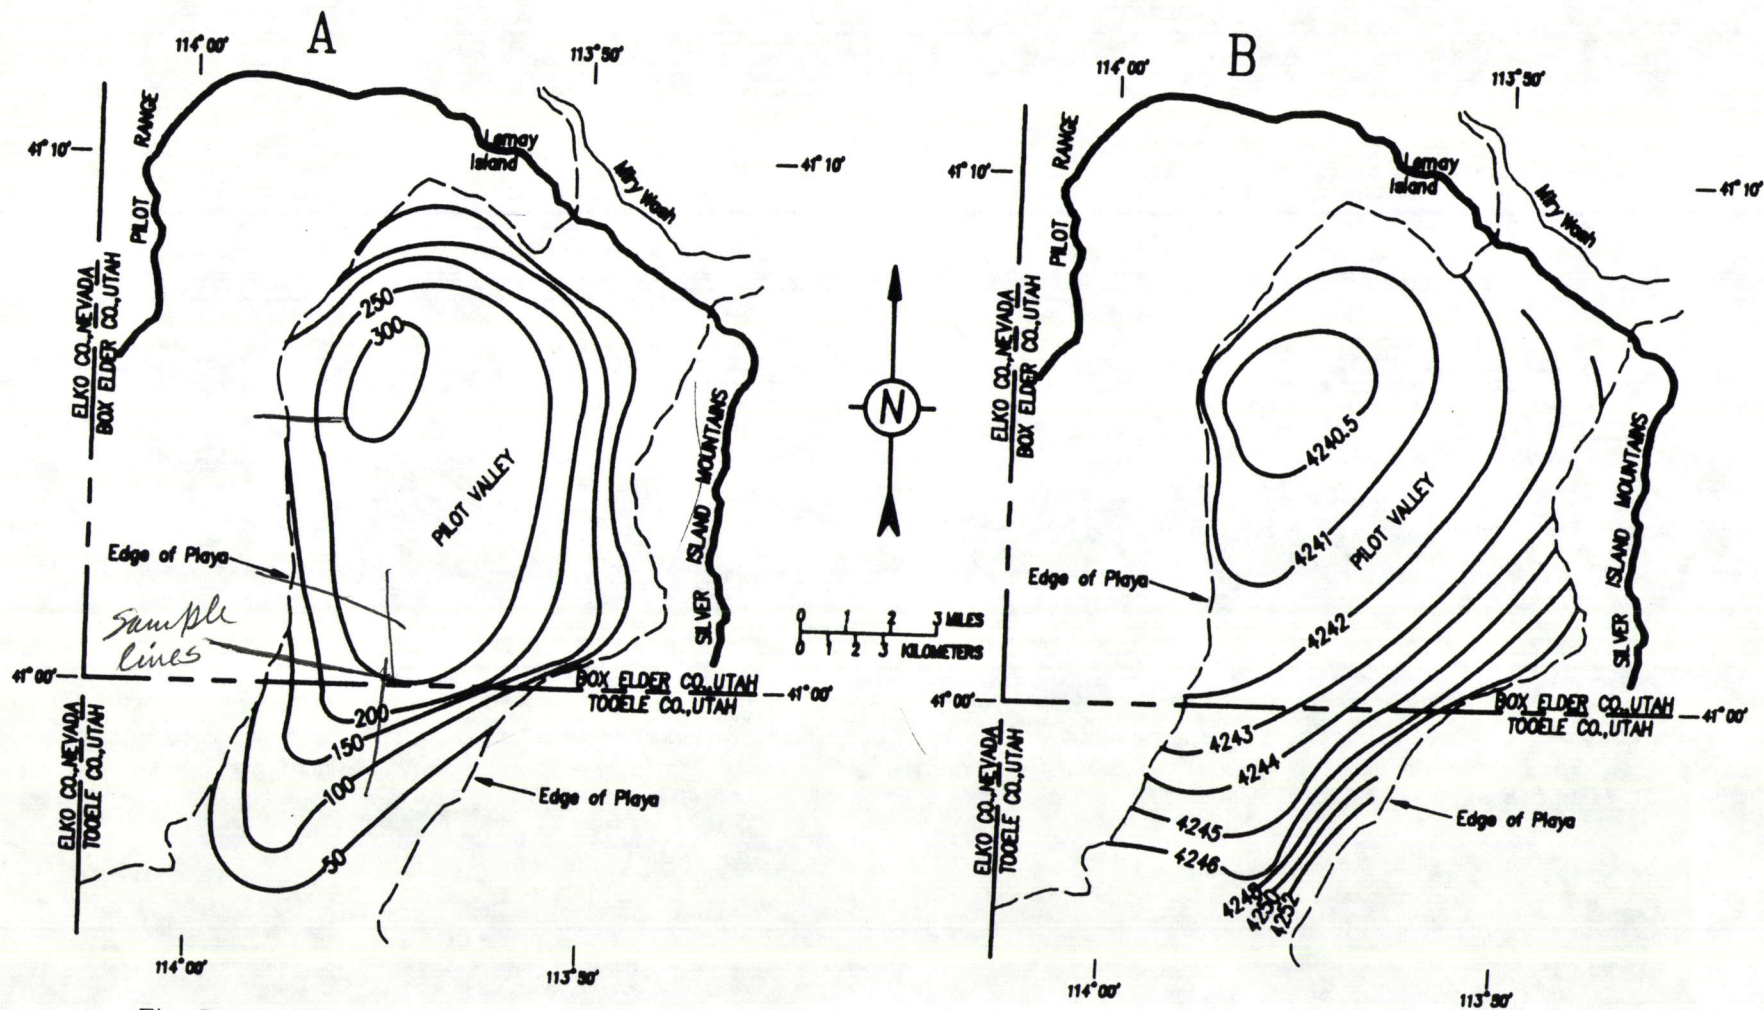 A
114° 00'
113° 50'
41° 10'
41° 10'
PILOT RANGE
Lemay
Island
Miry Wash
ELKO CO., NEVADA
BOX ELDER CO., UTAH
250
300
PILOT VALLEY
SILVER ISLAND MOUNTAINS
Edge of Playa
Sample
lines
41° 00'
BOX ELDER CO., UTAH
TOOELE CO., UTAH
41° 00'
200
150
100
50
ELKO CO., NEVADA
TOOELE CO., UTAH
Edge of Playa
114° 00'
113° 50'
N
0 1 2 3 MILES
0 1 2 3 KILOMETERS
B
114° 00'
113° 50'
41° 10'
41° 10'
PILOT RANGE
Lemay
Island
Miry Wash
ELKO CO., NEVADA
BOX ELDER CO., UTAH
4240.5
4241
PILOT VALLEY
SILVER ISLAND MOUNTAINS
Edge of Playa
4242
41° 00'
BOX ELDER CO., UTAH
TOOELE CO., UTAH
41° 00'
4243
4244
4245
4246
4248
4250
4252
ELKO CO., NEVADA
TOOELE CO., UTAH
Edge of Playa
114° 00'
113° 50'